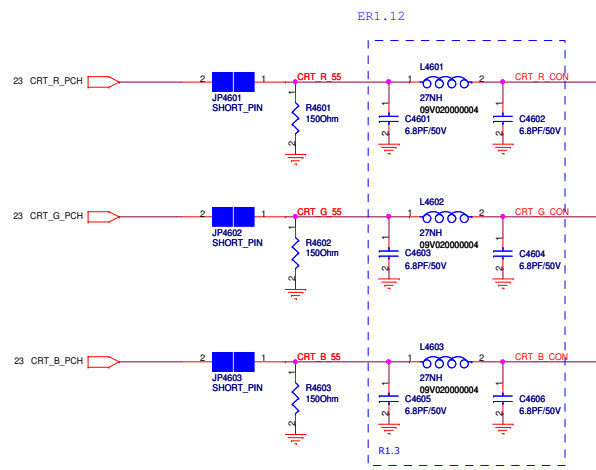 ER1.12
L4601
23 CRT_R_PCH 2 1 CRT_R_55 1 2 CRT_R_CON
JP4601
SHORT_PIN
27NH
09V020000004
1 R4601
150Ohm
2
1
C4601
6.8PF/50V
2
1
C4602
6.8PF/50V
2
L4602
23 CRT_G_PCH 2 1 CRT_G_55 1 2 CRT_G_CON
JP4602
SHORT_PIN
27NH
09V020000004
1 R4602
150Ohm
2
1
C4603
6.8PF/50V
2
1
C4604
6.8PF/50V
2
L4603
23 CRT_B_PCH 2 1 CRT_B_55 1 2 CRT_B_CON
JP4603
SHORT_PIN
27NH
09V020000004
1 R4603
150Ohm
2
1
C4605
6.8PF/50V
2
1
C4606
6.8PF/50V
2
R1.3